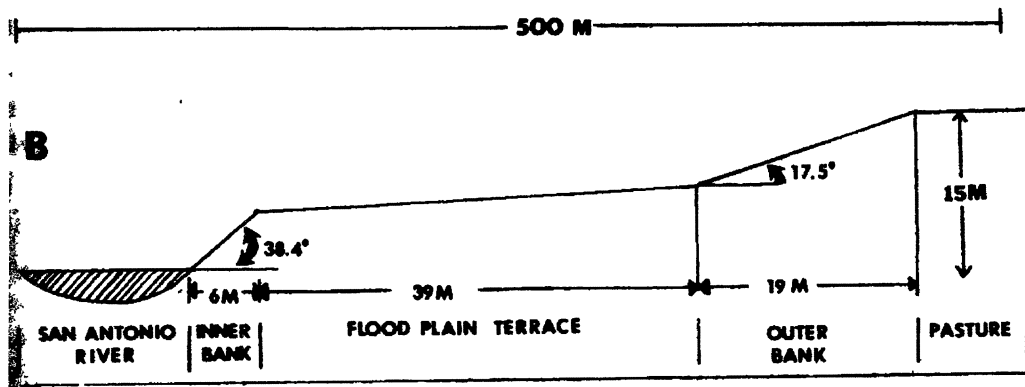 500 M
B
17.5°
15M
38.4°
6M
39M
19 M
SAN ANTONIO
RIVER
INNER
BANK
FLOOD PLAIN TERRACE
OUTER
BANK
PASTURE